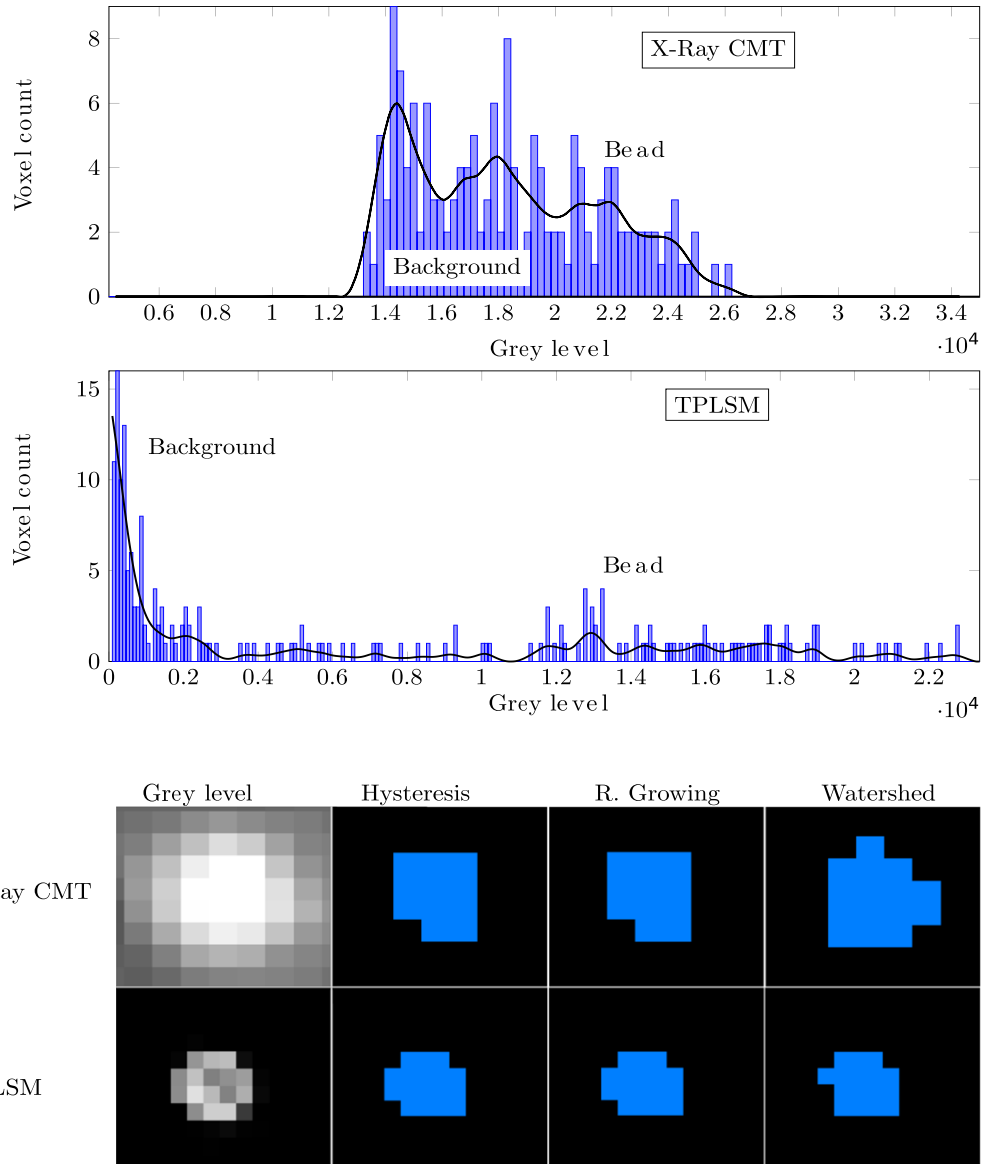 X-Ray CMT
Voxel count
8
6
4
2
0
Bead
Background
0.6 0.8 1 1.2 1.4 1.6 1.8 2 2.2 2.4 2.6 2.8 3 3.2 3.4
Grey level
·10⁴
TPLSM
Voxel count
15
10
5
0
Background
Bead
0 0.2 0.4 0.6 0.8 1 1.2 1.4 1.6 1.8 2 2.2
Grey level
·10⁴
Grey level Hysteresis R. Growing Watershed
ay CMT
LSM